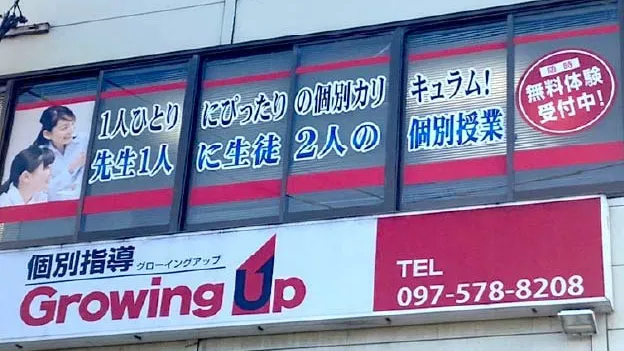 1人ひとりにぴったりの個別カリキュラム!
先生1人に生徒2人の個別授業
随時
無料体験
受付中!
個別指導 グローイングアップ
Growing Up
TEL
097-578-8208